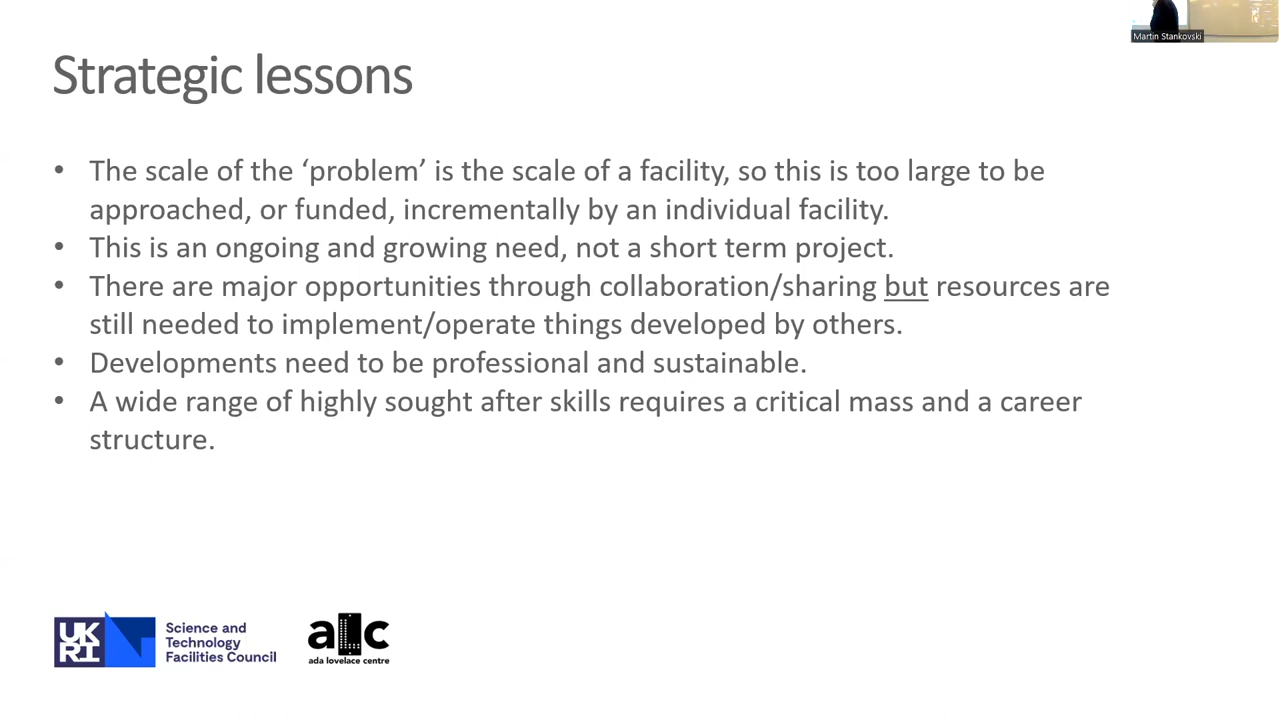 Martin Stankovski
Strategic lessons
• The scale of the ‘problem’ is the scale of a facility, so this is too large to be
approached, or funded, incrementally by an individual facility.
• This is an ongoing and growing need, not a short term project.
• There are major opportunities through collaboration/sharing but resources are
still needed to implement/operate things developed by others.
• Developments need to be professional and sustainable.
• A wide range of highly sought after skills requires a critical mass and a career
structure.
UK
RI
Science and
Technology
Facilities Council
alc
ada lovelace centre